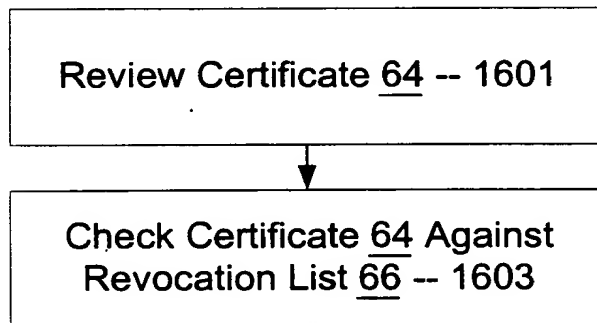 Review Certificate 64 -- 1601
Check Certificate 64 Against
Revocation List 66 -- 1603